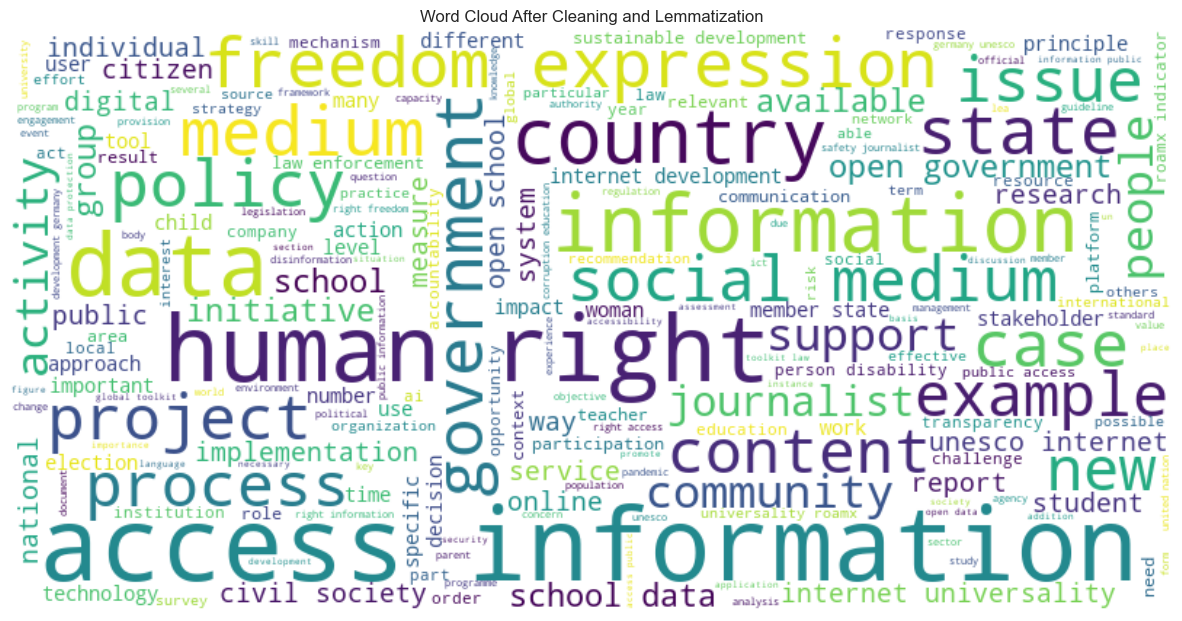 Word Cloud After Cleaning and Lemmatization
university
skill
mechanism
different
sustainable development
response
germany unesco
information public
individual
freedom
expression
official
principle
user
citizen
knowledge
issue
effort
several
framework
global
particular
law
relevant
available
program
digital
source
capacity
authority
year
lea
guideline
engagement
provision
strategy
many
medium
country
network
state
roamx indicator
event
tool
able
safety journalist
act
result
law enforcement
open school
internet development
open government
people
data protection
group
policy
question
communication
term
resource
research
practice
regulation
child
legislation
right freedom
measure
system
information
due
un
activity
data
company
action
body
section
level
situation
disinformation
accountability
government
corruption education
recommendation
ict
social
discussion
member
platform
development germany
interest
school
social medium
risk
others
public
initiative
impact
woman
assessment
member state
management
international
area
accessibility
basis
stakeholder
standard
local
human right
support
case
value
approach
public information
experience
toolkit law
effective
place
figure
important
environment
opportunity
person disability
public access
change
global toolkit
world
number
ai
objective
instance
project
political
use
context
way
teacher
journalist
example
organization
right access
education
work
transparency
possible
national
election
implementation
participation
content
unesco internet
importance
language
necessary
key
promote
challenge
process
time
service
pandemic
new
document
decision
population
report
institution
role
right information
specific
online
community
agency
student
society
open data
united nation
concern
unesco
universality roamx
addition
access information
security
access public
sector
development
parent
study
technology
part
programme
application
need
form
survey
civil society
order
school data
analysis
internet universality